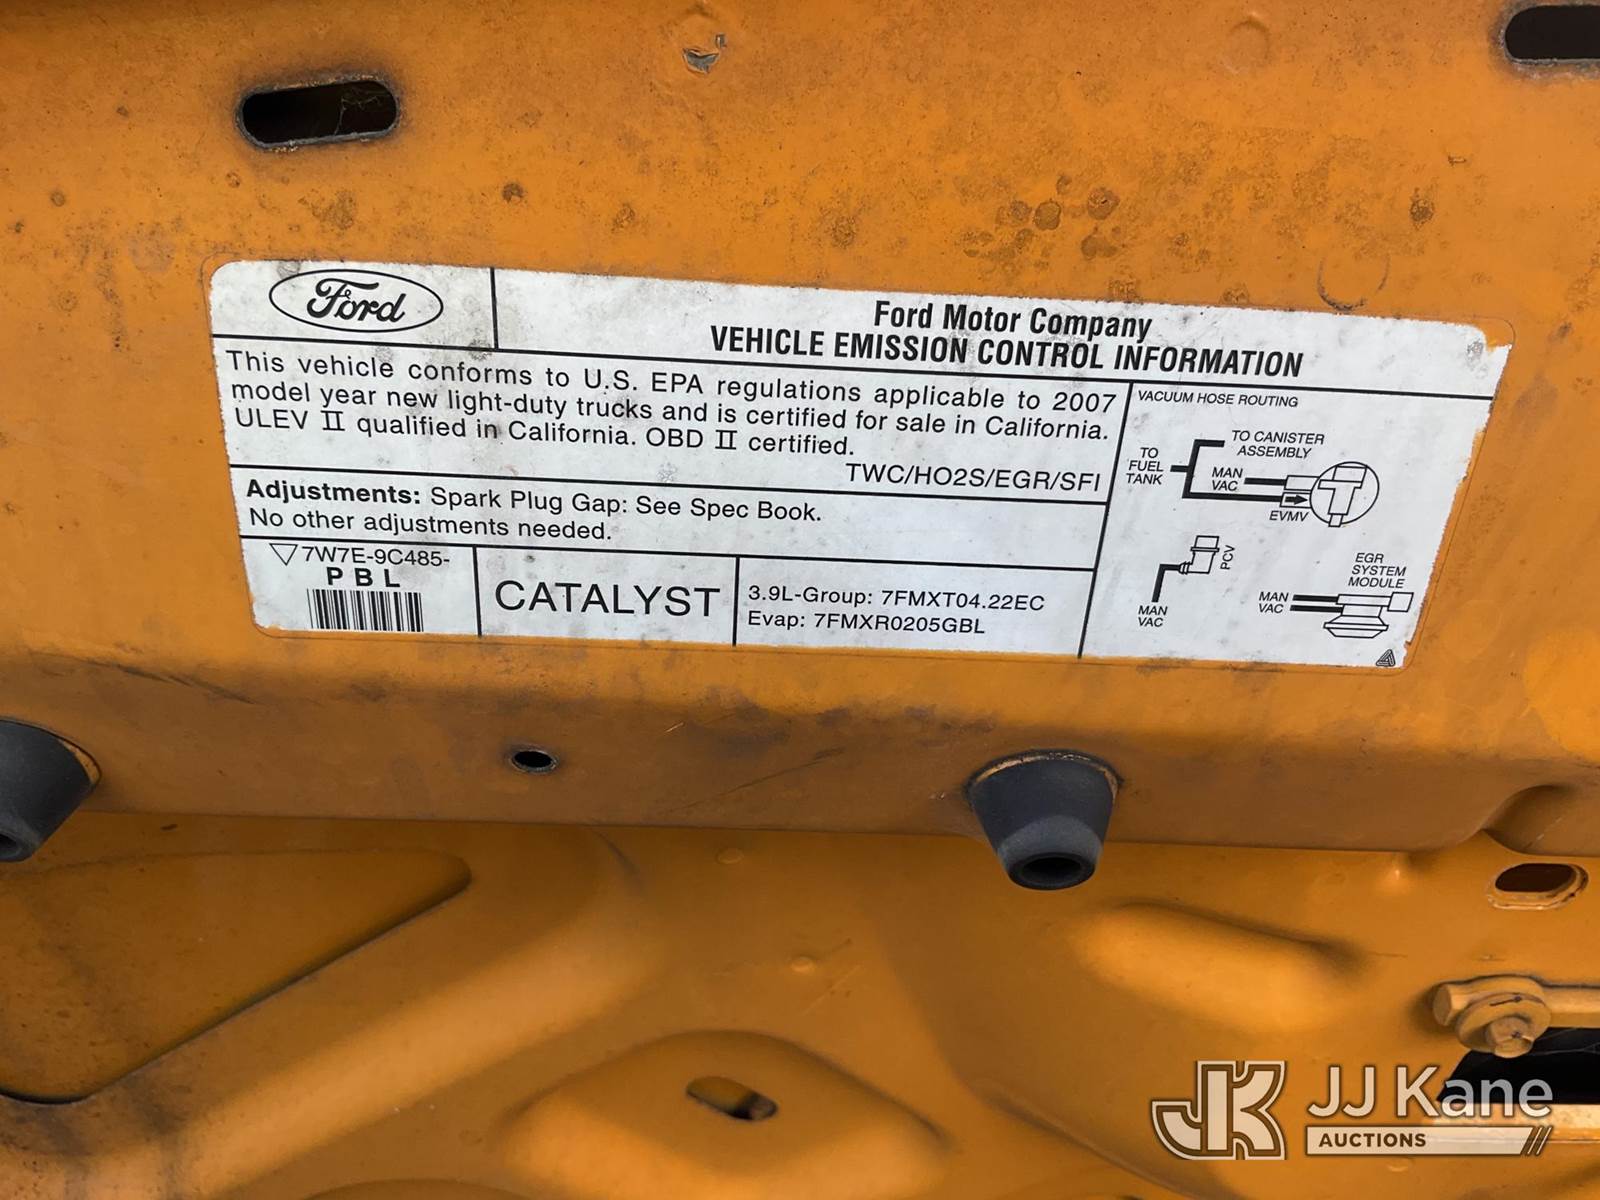 Ford
Ford Motor Company
VEHICLE EMISSION CONTROL INFORMATION
This vehicle conforms to U.S. EPA regulations applicable to 2007
model year new light-duty trucks and is certified for sale in California.
ULEV II qualified in California. OBD II certified.
TWC/HO2S/EGR/SFI
Adjustments: Spark Plug Gap: See Spec Book.
No other adjustments needed.
7W7E-9C485-
PBL
CATALYST
3.9L-Group: 7FMXT04.22EC
Evap: 7FMXR0205GBL
VACUUM HOSE ROUTING
TO
FUEL
TANK
TO CANISTER
ASSEMBLY
MAN
VAC
EVMV
PCV
MAN
VAC
EGR
SYSTEM
MODULE
MAN
VAC
JK JJ Kane
AUCTIONS